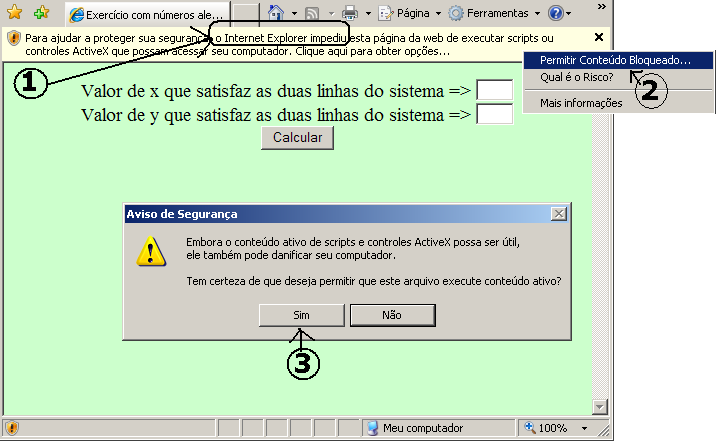 Exercício com números ale...
Página
Ferramentas
Para ajudar a proteger sua segurança, o Internet Explorer impediu esta página da web de executar scripts ou
controles ActiveX que possam acessar seu computador. Clique aqui para obter opções...
Permitir Conteúdo Bloqueado...
Qual é o Risco?
Mais informações
1
2
Valor de x que satisfaz as duas linhas do sistema =>
Valor de y que satisfaz as duas linhas do sistema =>
Calcular
Aviso de Segurança
Embora o conteúdo ativo de scripts e controles ActiveX possa ser útil,
ele também pode danificar seu computador.
Tem certeza de que deseja permitir que este arquivo execute conteúdo ativo?
Sim
Não
3
Meu computador
100%